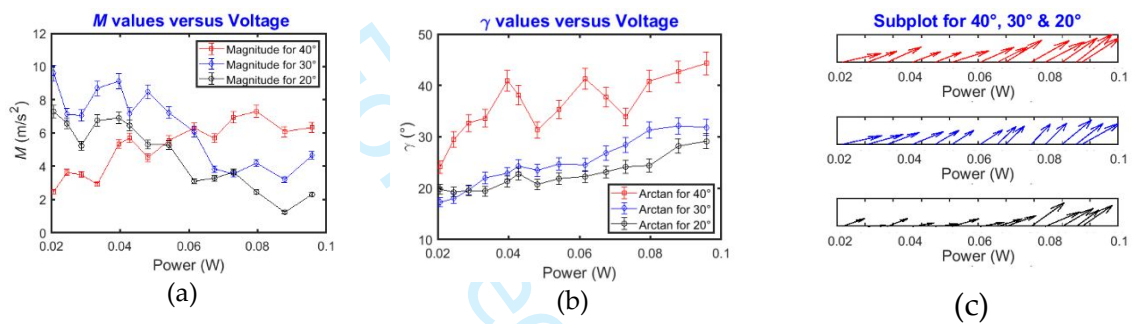 M values versus Voltage
12
10
8
6
4
2
0
M (m/s²)
Magnitude for 40°
Magnitude for 30°
Magnitude for 20°
0.02 0.04 0.06 0.08 0.1
Power (W)
(a)
γ values versus Voltage
50
40
30
20
10
γ (°)
Arctan for 40°
Arctan for 30°
Arctan for 20°
0.02 0.04 0.06 0.08 0.1
Power (W)
(b)
Subplot for 40°, 30° & 20°
0.02 0.04 0.06 0.08 0.1
Power (W)
0.02 0.04 0.06 0.08 0.1
Power (W)
0.02 0.04 0.06 0.08 0.1
Power (W)
(c)